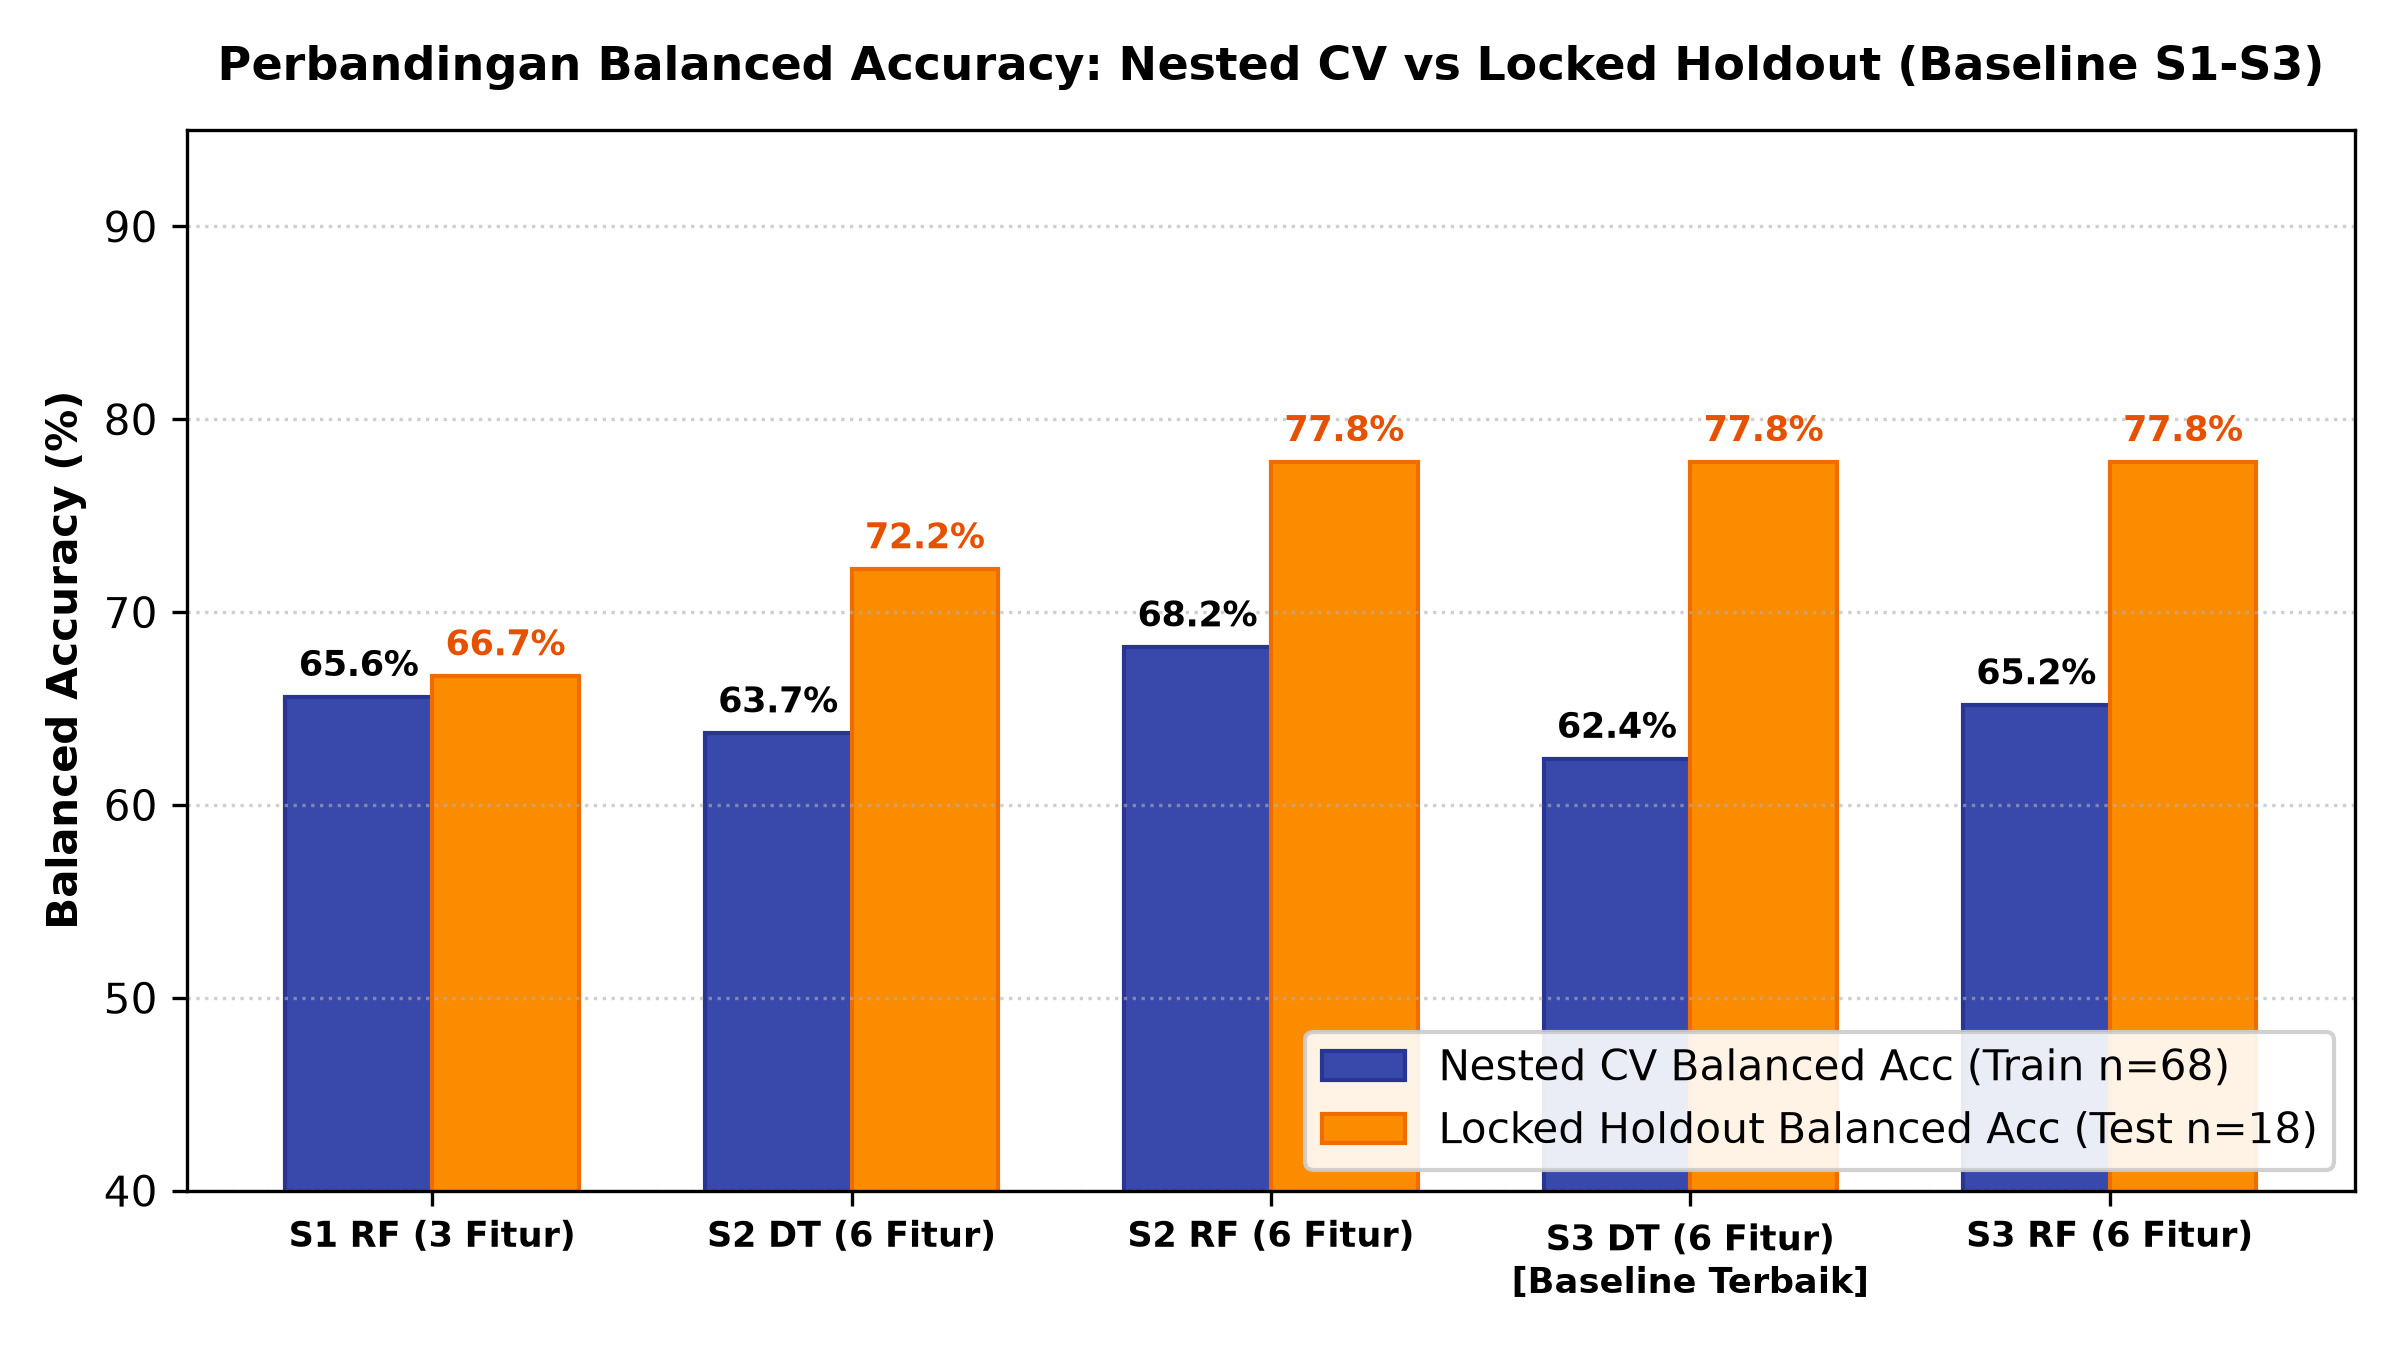 Perbandingan Balanced Accuracy: Nested CV vs Locked Holdout (Baseline S1-S3)
Balanced Accuracy (%)
90
80
70
60
50
40
65.6%
66.7%
63.7%
72.2%
68.2%
77.8%
62.4%
77.8%
65.2%
77.8%
Nested CV Balanced Acc (Train n=68)
Locked Holdout Balanced Acc (Test n=18)
S1 RF (3 Fitur)
S2 DT (6 Fitur)
S2 RF (6 Fitur)
S3 DT (6 Fitur)
[Baseline Terbaik]
S3 RF (6 Fitur)